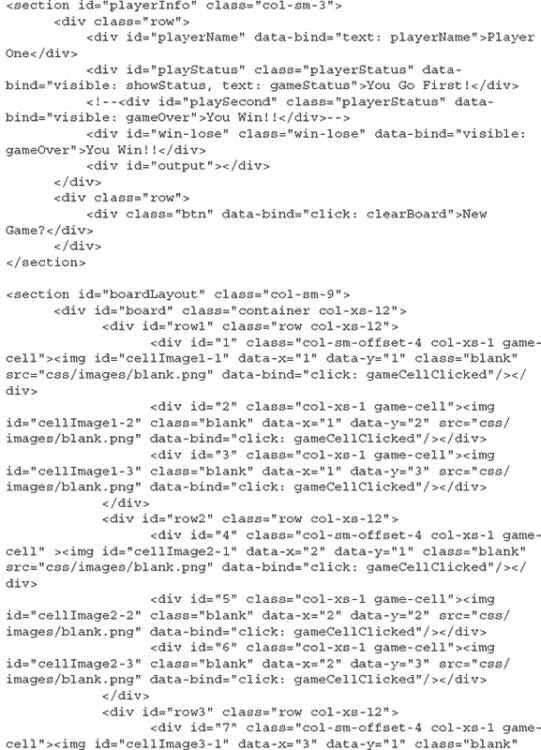 <section id="playerInfo" class="col-sm-3">
<div class="row">
<div id="playerName" data-bind="text: playerName">Player
One</div>
<div id="playStatus" class="playerStatus" data-
bind="visible: showStatus, text: gameStatus">You Go First!</div>
<!--<div id="playSecond" class="playerStatus" data-
bind="visible: gameOver">You Win!!</div>-->
<div id="win-lose" class="win-lose" data-bind="visible:
gameOver">You Win!!</div>
<div id="output"></div>
</div>
<div class="row">
<div class="btn" data-bind="click: clearBoard">New
Game?</div>
</div>
</section>
<section id="boardLayout" class="col-sm-9">
<div id="board" class="container col-xs-12">
<div id="row1" class="row col-xs-12">
<div id="1" class="col-sm-offset-4 col-xs-1 game-
cell"><img id="cellImage1-1" data-x="1" data-y="1" class="blank"
src="css/images/blank.png" data-bind="click: gameCellClicked"/></
div>
<div id="2" class="col-xs-1 game-cell"><img
id="cellImage1-2" class="blank" data-x="1" data-y="2" src="css/
images/blank.png" data-bind="click: gameCellClicked"/></div>
<div id="3" class="col-xs-1 game-cell"><img
id="cellImage1-3" class="blank" data-x="1" data-y="3" src="css/
images/blank.png" data-bind="click: gameCellClicked"/></div>
</div>
<div id="row2" class="row col-xs-12">
<div id="4" class="col-sm-offset-4 col-xs-1 game-
cell" ><img id="cellImage2-1" data-x="2" data-y="1" class="blank"
src="css/images/blank.png" data-bind="click: gameCellClicked"/></
div>
<div id="5" class="col-xs-1 game-cell"><img
id="cellImage2-2" class="blank" data-x="2" data-y="2" src="css/
images/blank.png" data-bind="click: gameCellClicked"/></div>
<div id="6" class="col-xs-1 game-cell"><img
id="cellImage2-3" class="blank" data-x="2" data-y="3" src="css/
images/blank.png" data-bind="click: gameCellClicked"/></div>
</div>
<div id="row3" class="row col-xs-12">
<div id="7" class="col-sm-offset-4 col-xs-1 game-
cell"><img id="cellImage3-1" data-x="3" data-y="1" class="blank"